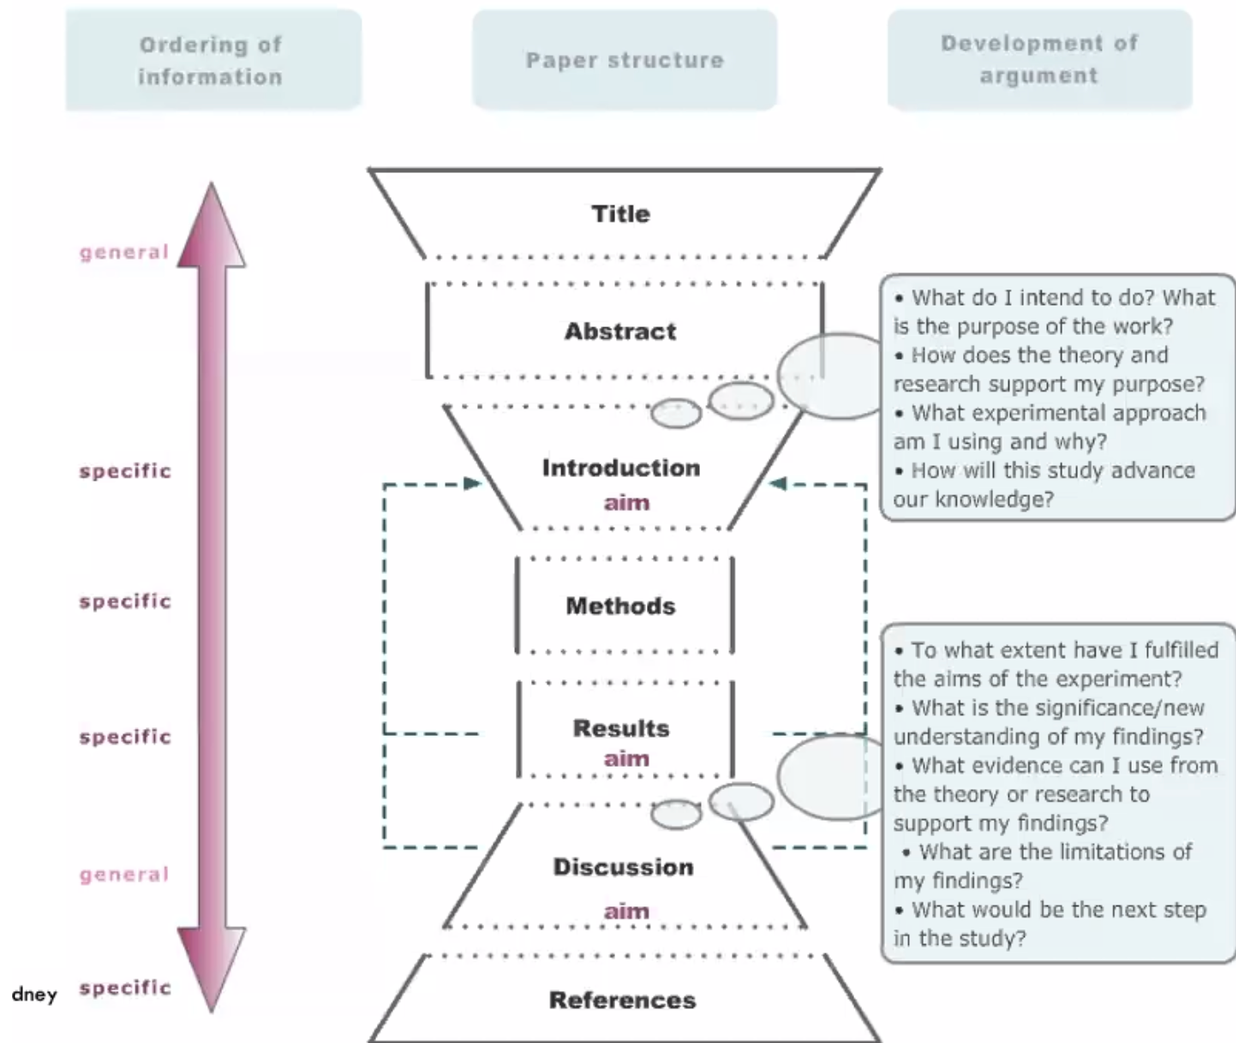 Ordering of
information
Paper structure
Development of
argument
general
specific
specific
specific
general
specific
dney
Title
Abstract
Introduction
aim
Methods
Results
aim
Discussion
aim
References
• What do I intend to do? What
is the purpose of the work?
• How does the theory and
research support my purpose?
• What experimental approach
am I using and why?
• How will this study advance
our knowledge?
• To what extent have I fulfilled
the aims of the experiment?
• What is the significance/new
understanding of my findings?
• What evidence can I use from
the theory or research to
support my findings?
• What are the limitations of
my findings?
• What would be the next step
in the study?